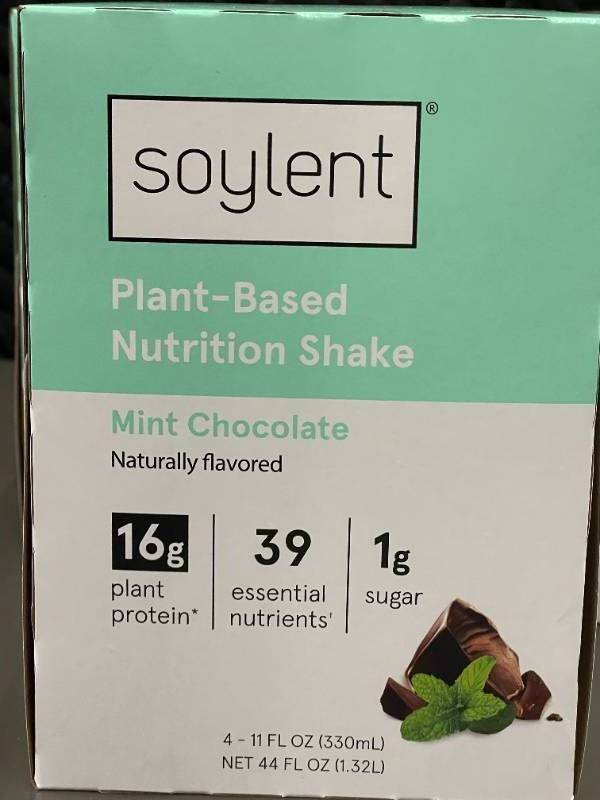 soylent®
Plant-Based
Nutrition Shake
Mint Chocolate
Naturally flavored
16g
plant
protein*
39
essential
nutrients†
1g
sugar
4 - 11 FL OZ (330mL)
NET 44 FL OZ (1.32L)